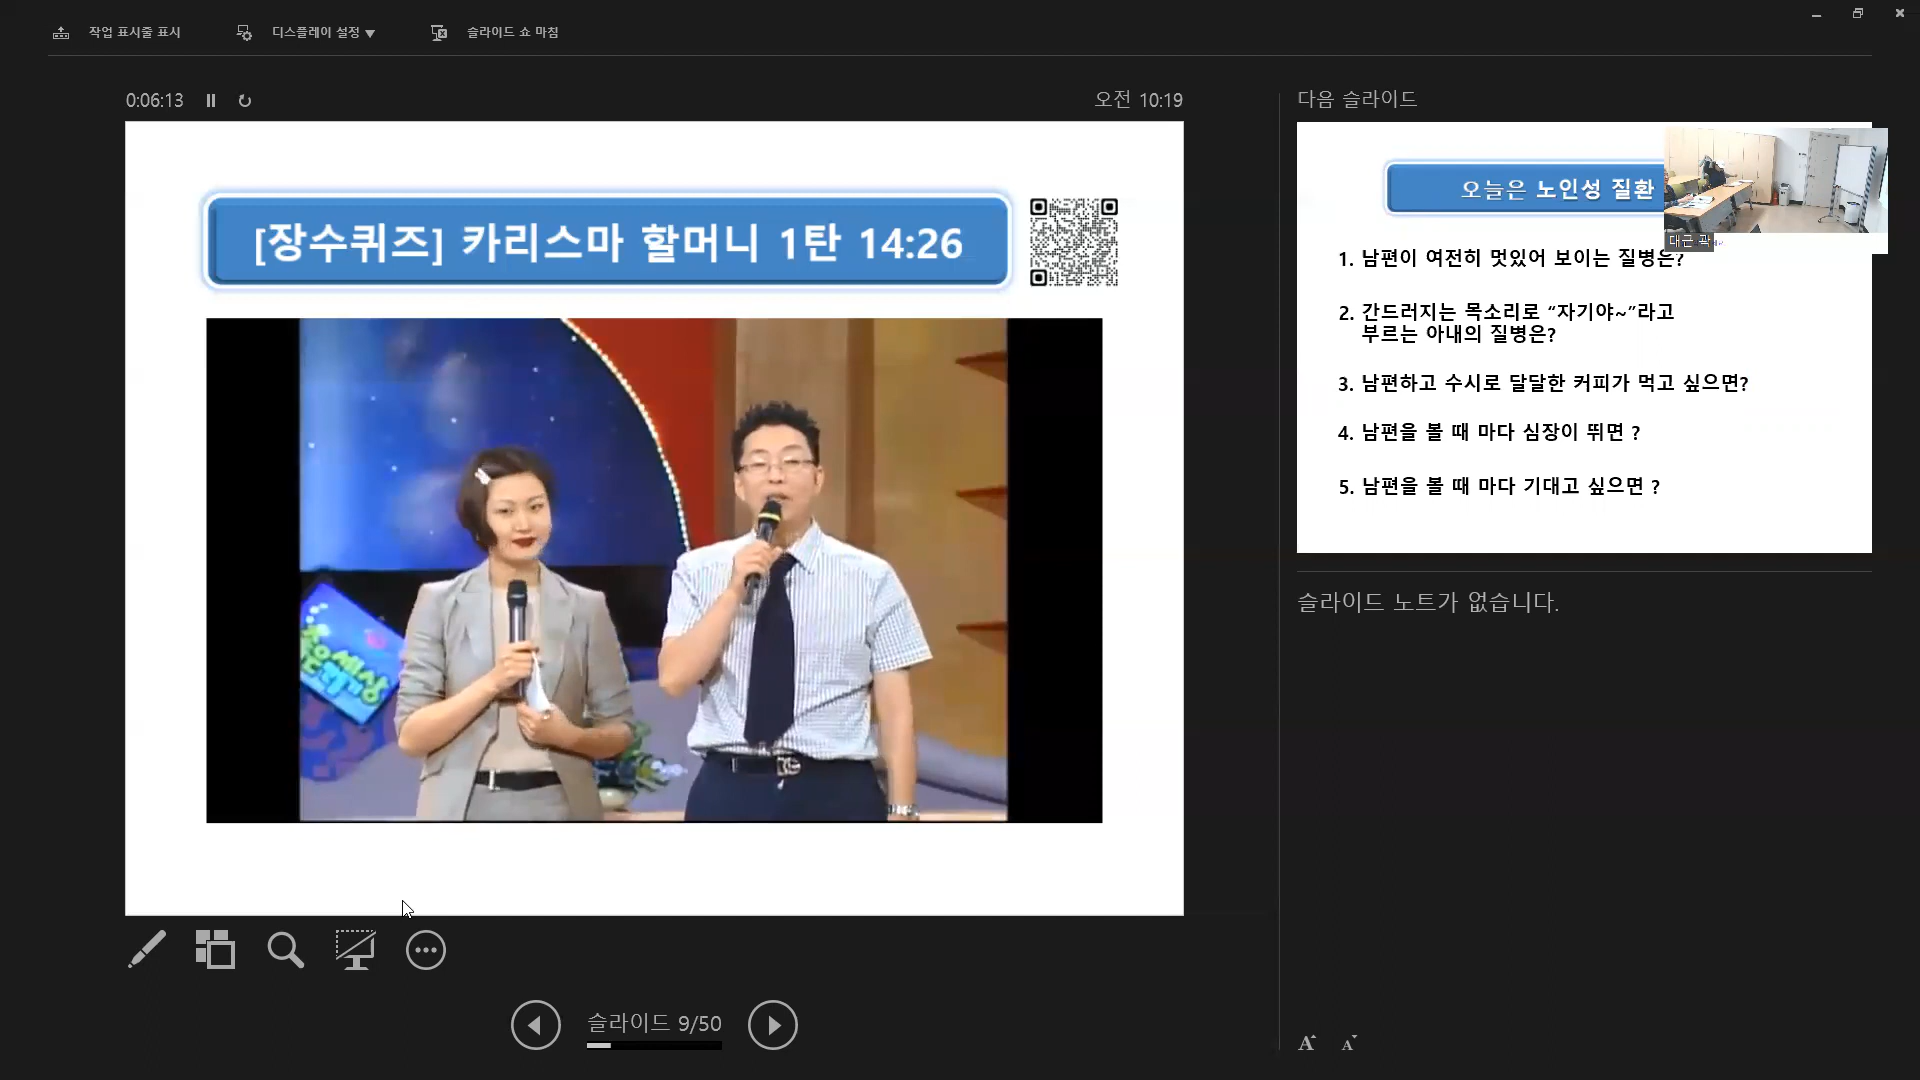 작업 표시줄 표시
디스플레이 설정 ▼
슬라이드 쇼 마침
0:06:13
오전 10:19
[장수퀴즈] 카리스마 할머니 1탄 14:26
슬라이드 9/50
다음 슬라이드
오늘은 노인성 질환
대근 곽
1. 남편이 여전히 멋있어 보이는 질병은?
2. 간드러지는 목소리로 “자기야~”라고
부르는 아내의 질병은?
3. 남편하고 수시로 달달한 커피가 먹고 싶으면?
4. 남편을 볼 때 마다 심장이 뛰면 ?
5. 남편을 볼 때 마다 기대고 싶으면 ?
슬라이드 노트가 없습니다.
A A